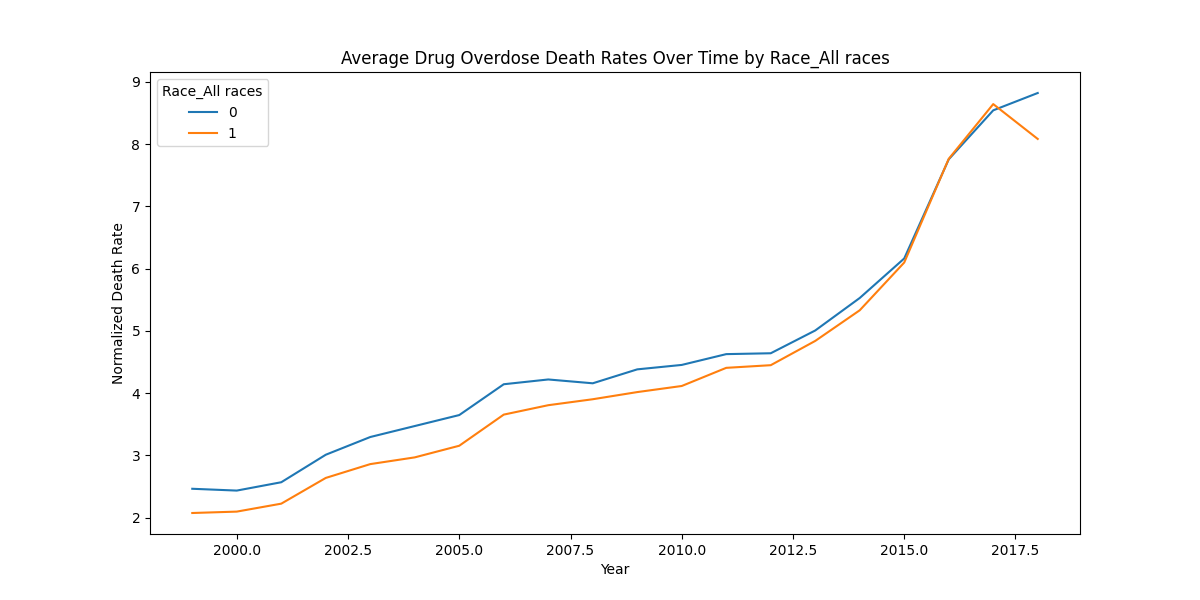 Average Drug Overdose Death Rates Over Time by Race_All races
Race_All races
0
1
Normalized Death Rate
9
8
7
6
5
4
3
2
2000.0 2002.5 2005.0 2007.5 2010.0 2012.5 2015.0 2017.5
Year